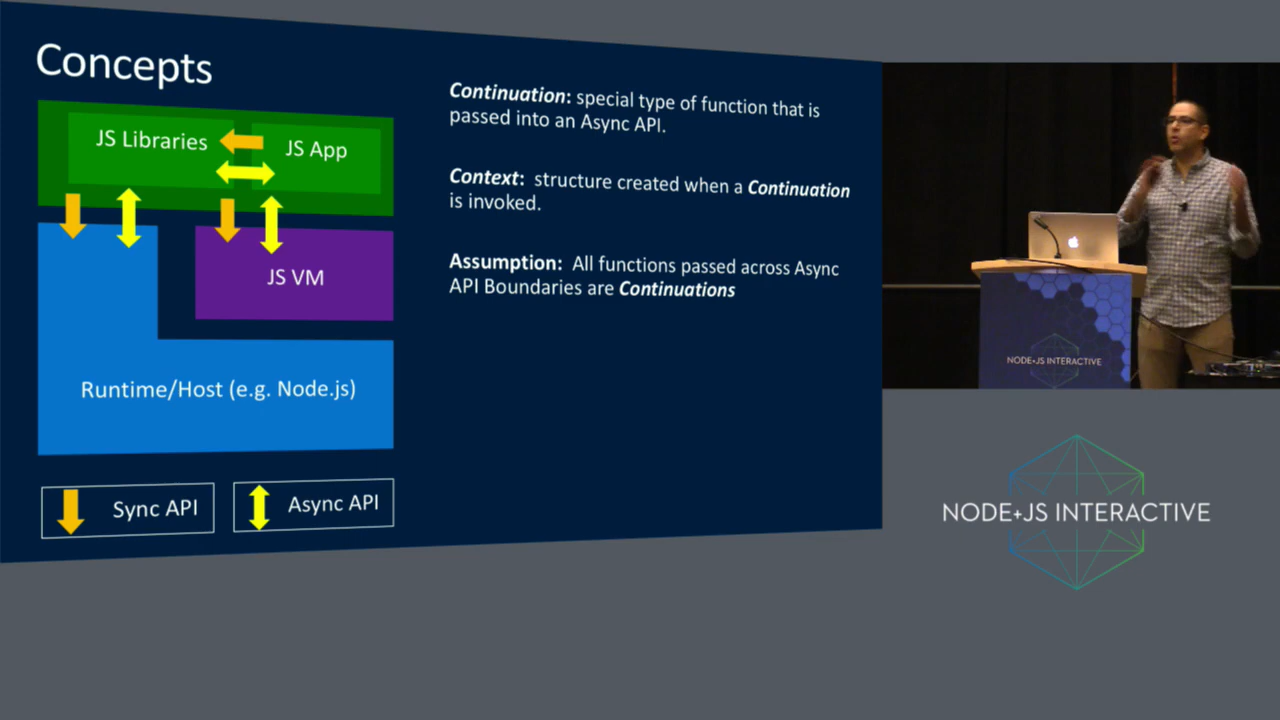 Concepts
JS Libraries
JS App
JS VM
Runtime/Host (e.g. Node.js)
Sync API
Async API
Continuation: special type of function that is
passed into an Async API.
Context: structure created when a Continuation
is invoked.
Assumption: All functions passed across Async
API Boundaries are Continuations
NODE+JS INTERACTIVE
NODE+JS INTERACTIVE